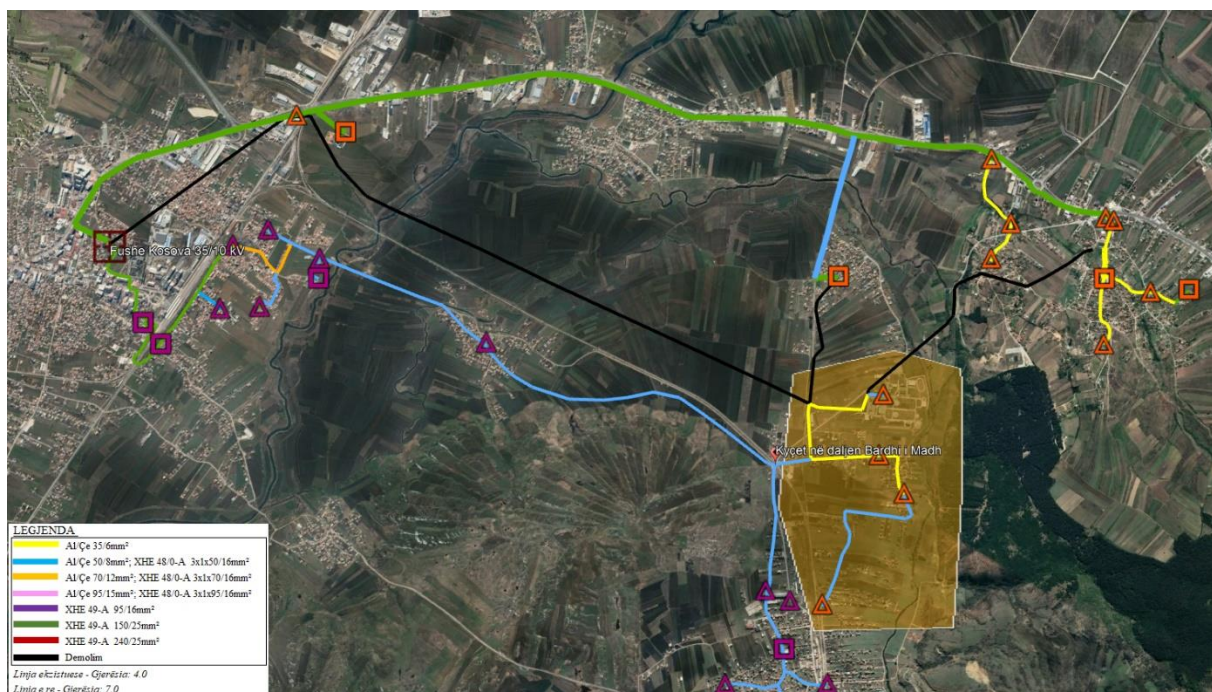 Fushë Kosova 35/10 kV
Kyçet në daljen Bardhi i Madh
LEGJENDA
Al/Çe 35/6mm²
Al/Çe 50/8mm²; XHE 48/0-A 3x1x50/16mm²
Al/Çe 70/12mm²; XHE 48/0-A 3x1x70/16mm²
Al/Çe 95/15mm²; XHE 48/0-A 3x1x95/16mm²
XHE 49-A 95/16mm²
XHE 49-A 150/25mm²
XHE 49-A 240/25mm²
Demolim
Linja ekzistuese - Gjerësia: 4.0
Linja e re - Gjerësia: 7.0